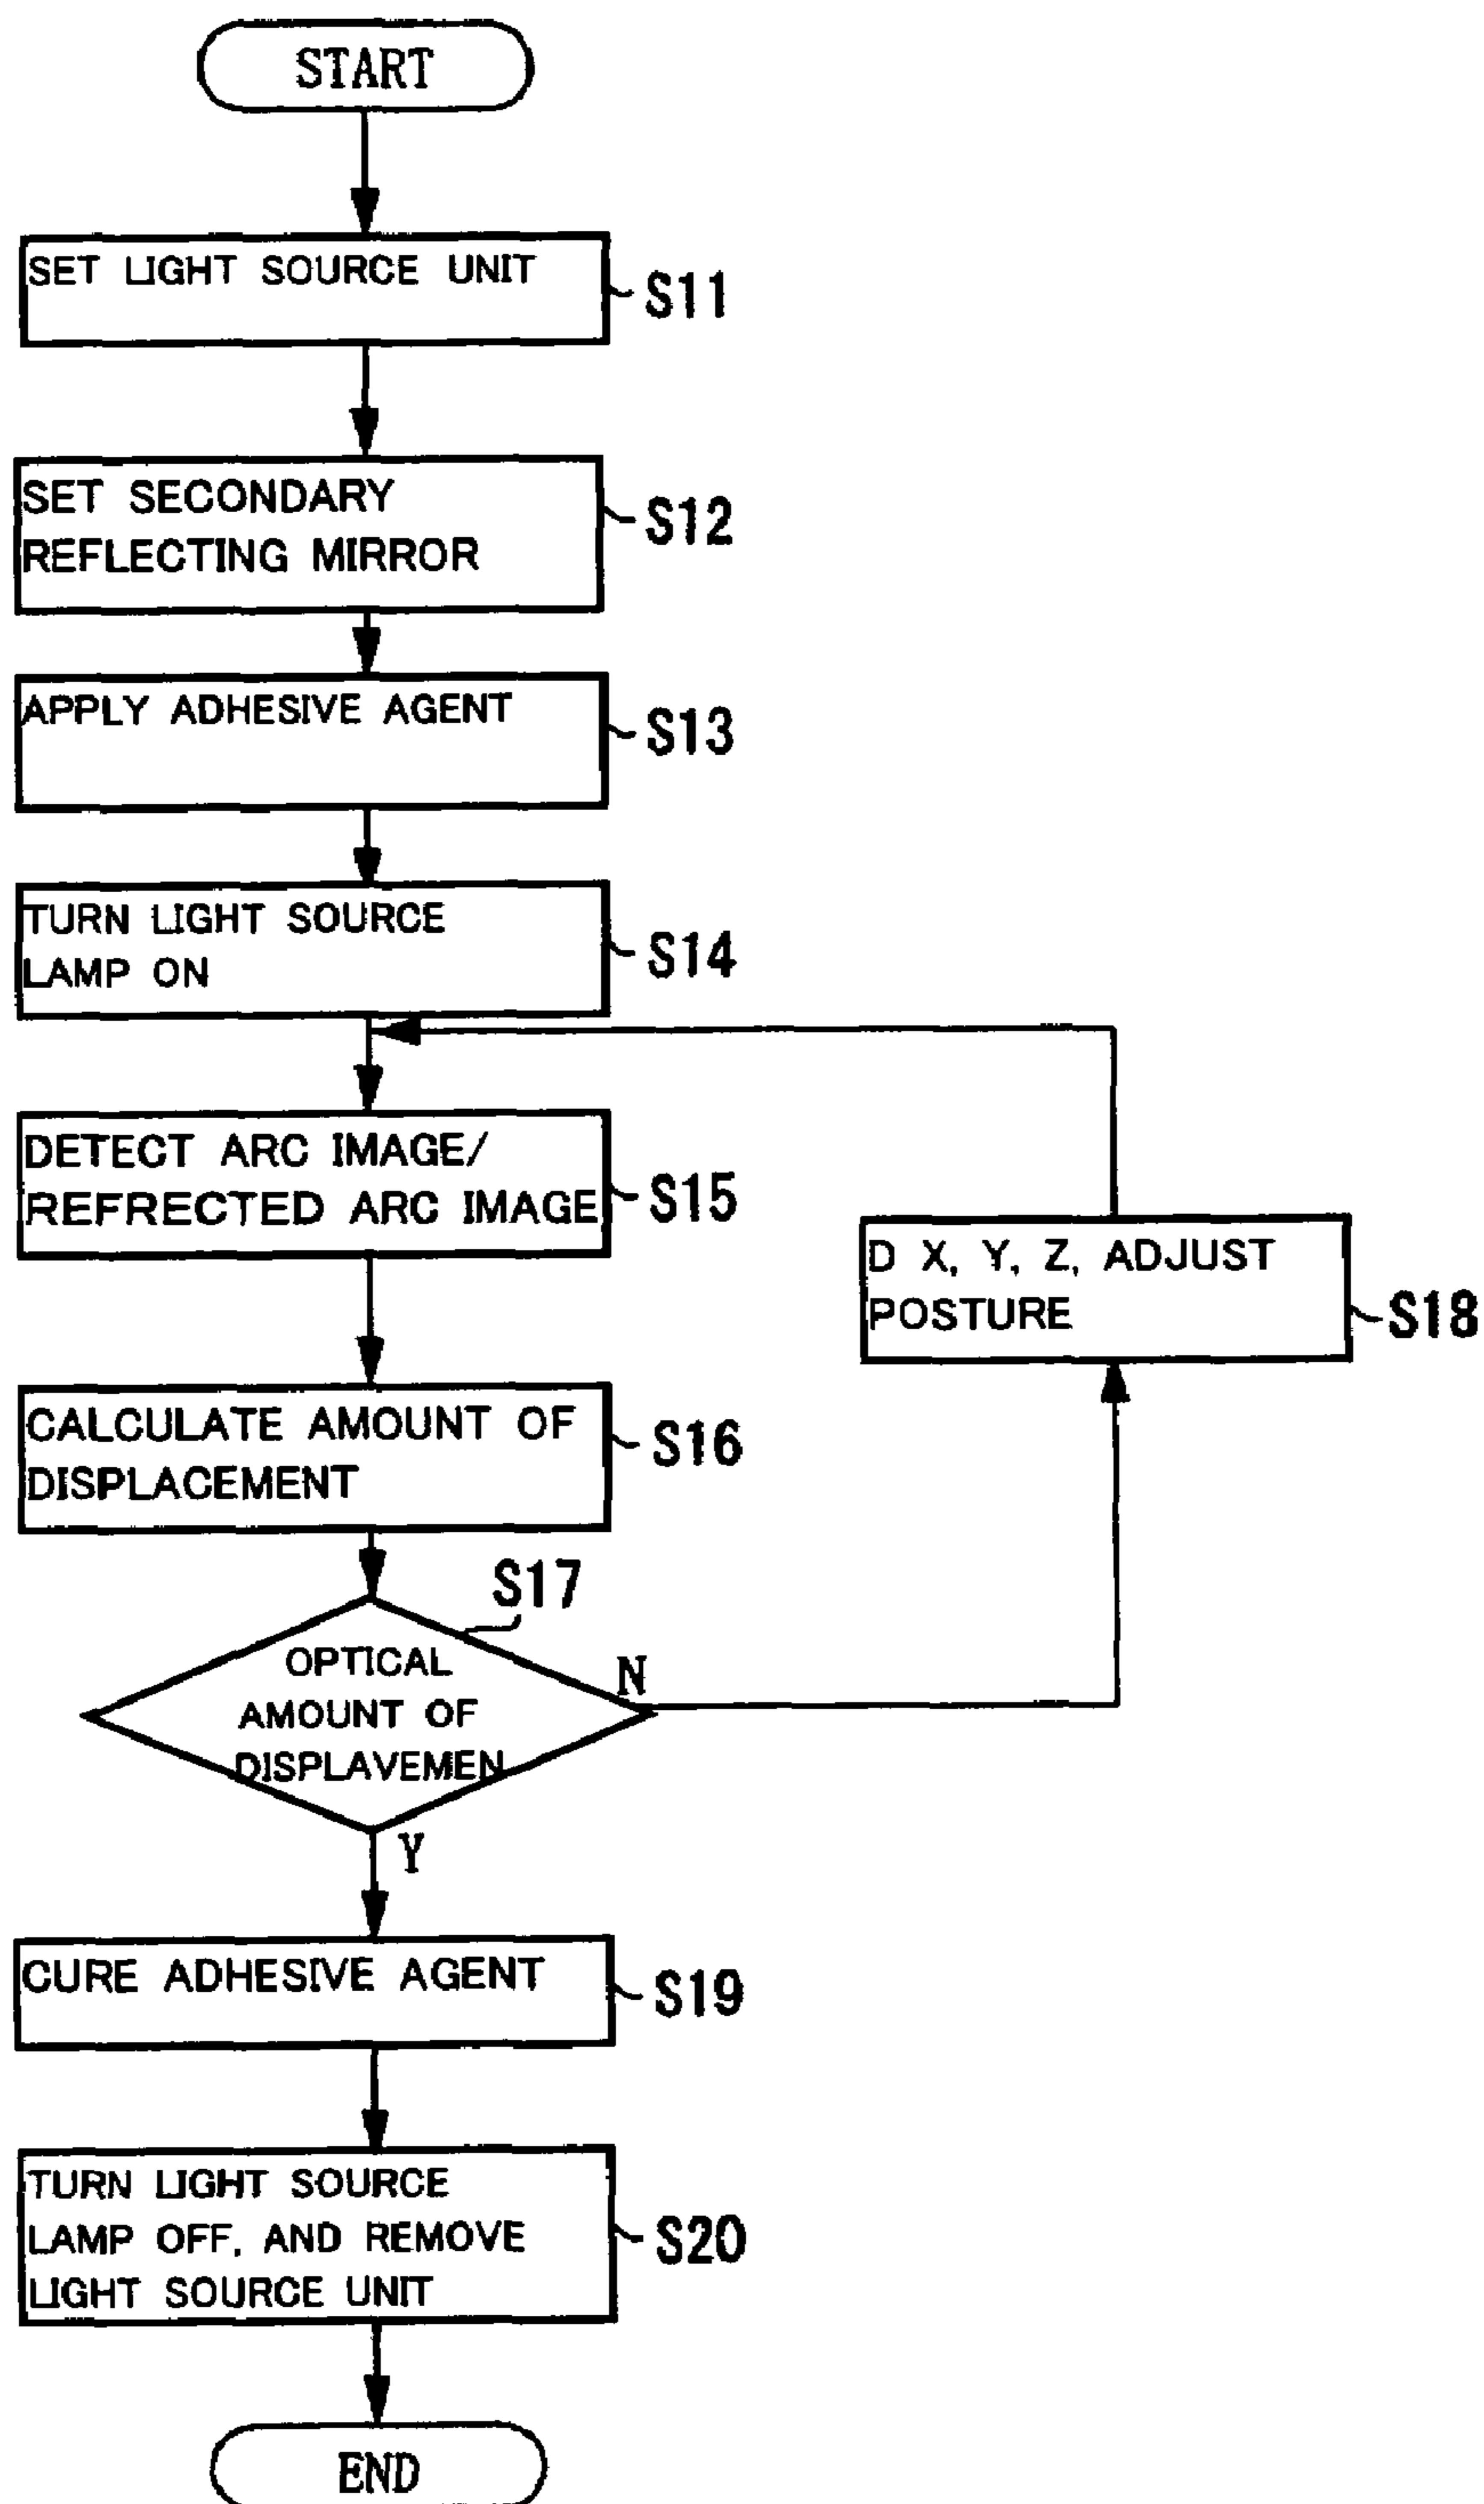 START
SET LIGHT SOURCE UNIT
S11
SET SECONDARY
REFLECTING MIRROR
S12
APPLY ADHESIVE AGENT
S13
TURN LIGHT SOURCE
LAMP ON
S14
DETECT ARC IMAGE/
REFRECTED ARC IMAGE
S15
D X, Y, Z, ADJUST
POSTURE
S18
CALCULATE AMOUNT OF
DISPLACEMENT
S16
S17
OPTICAL
AMOUNT OF
DISPLAVEMEN
N
Y
CURE ADHESIVE AGENT
S19
TURN LIGHT SOURCE
LAMP OFF, AND REMOVE
LIGHT SOURCE UNIT
S20
END